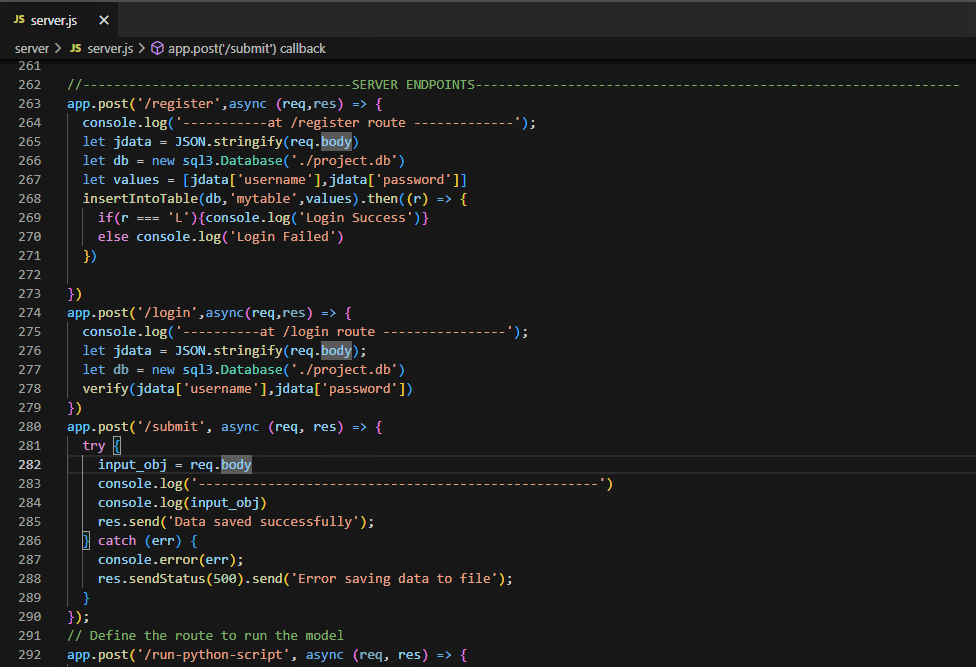 JS server.js ×
server > JS server.js > app.post('/submit') callback
261
262 //-----------------------------------SERVER ENDPOINTS---------------------------------------------------------------
263 app.post('/register',async (req,res) => {
264 console.log('-----------at /register route -------------');
265 let jdata = JSON.stringify(req.body)
266 let db = new sql3.Database('./project.db')
267 let values = [jdata['username'],jdata['password']]
268 insertIntoTable(db,'mytable',values).then((r) => {
269 if(r === 'L'){console.log('Login Success')}
270 else console.log('Login Failed')
271 })
272
273 })
274 app.post('/login',async(req,res) => {
275 console.log('----------at /login route ----------------');
276 let jdata = JSON.stringify(req.body);
277 let db = new sql3.Database('./project.db')
278 verify(jdata['username'],jdata['password'])
279 })
280 app.post('/submit', async (req, res) => {
281 try {
282 input_obj = req.body
283 console.log('----------------------------------------------------')
284 console.log(input_obj)
285 res.send('Data saved successfully');
286 } catch (err) {
287 console.error(err);
288 res.sendStatus(500).send('Error saving data to file');
289 }
290 });
291 // Define the route to run the model
292 app.post('/run-python-script', async (req, res) => {